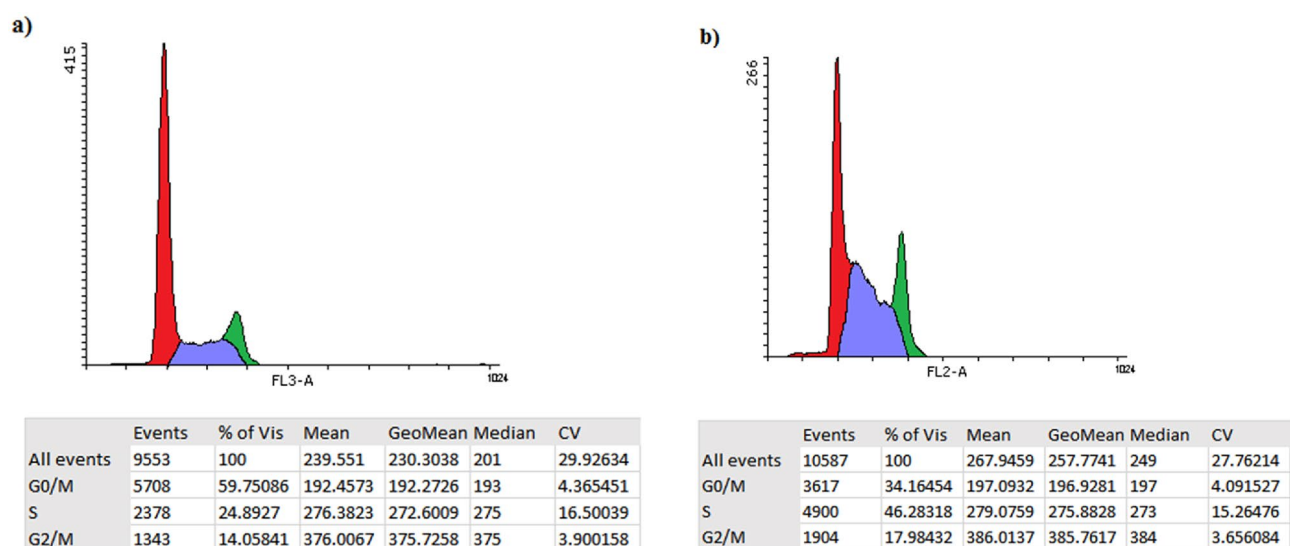 a)
415
FL3-A
1024
Events % of Vis Mean GeoMean Median CV
All events 9553 100 239.551 230.3038 201 29.92634
G0/M 5708 59.75086 192.4573 192.2726 193 4.365451
S 2378 24.8927 276.3823 272.6009 275 16.50039
G2/M 1343 14.05841 376.0067 375.7258 375 3.900158
b)
266
FL2-A
1024
Events % of Vis Mean GeoMean Median CV
All events 10587 100 267.9459 257.7741 249 27.76214
G0/M 3617 34.16454 197.0932 196.9281 197 4.091527
S 4900 46.28318 279.0759 275.8828 273 15.26476
G2/M 1904 17.98432 386.0137 385.7617 384 3.656084